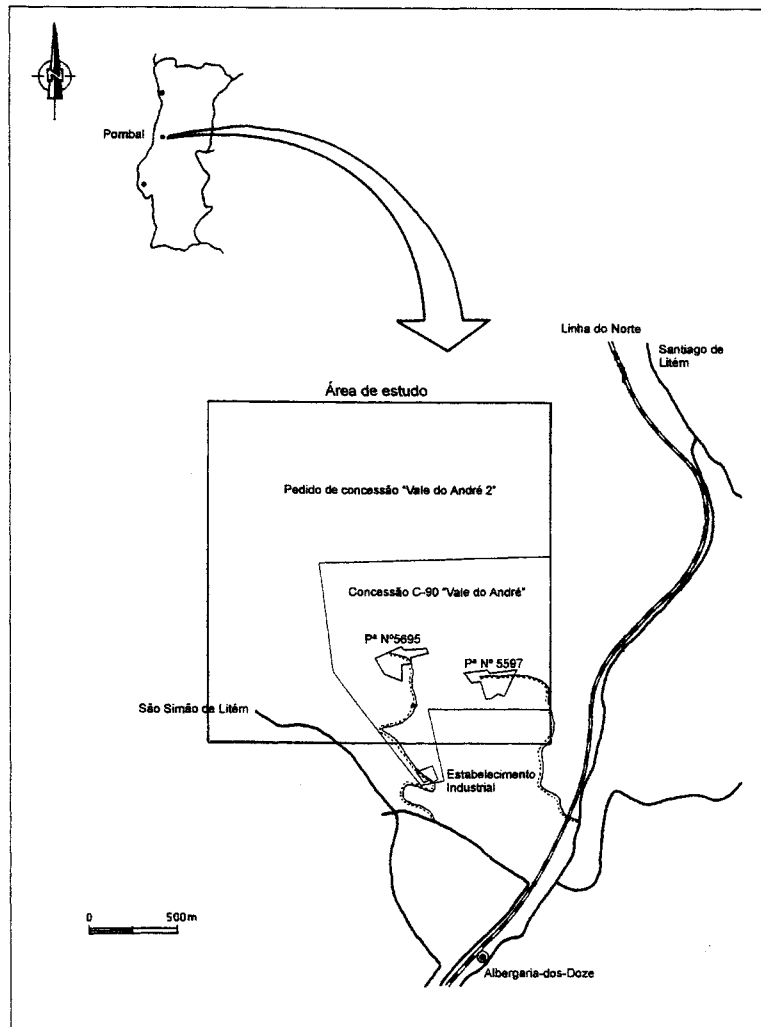 N
Pombal
Linha do Norte
Santiago de
Litém
Área de estudo
Pedido de concessão "Vale do André 2"
Concessão C-90 "Vale do André"
Pª Nº5695
Pª Nº 5597
São Simão de Litém
Estabelecimento
Industrial
0 500m
Albergaria-dos-Doze